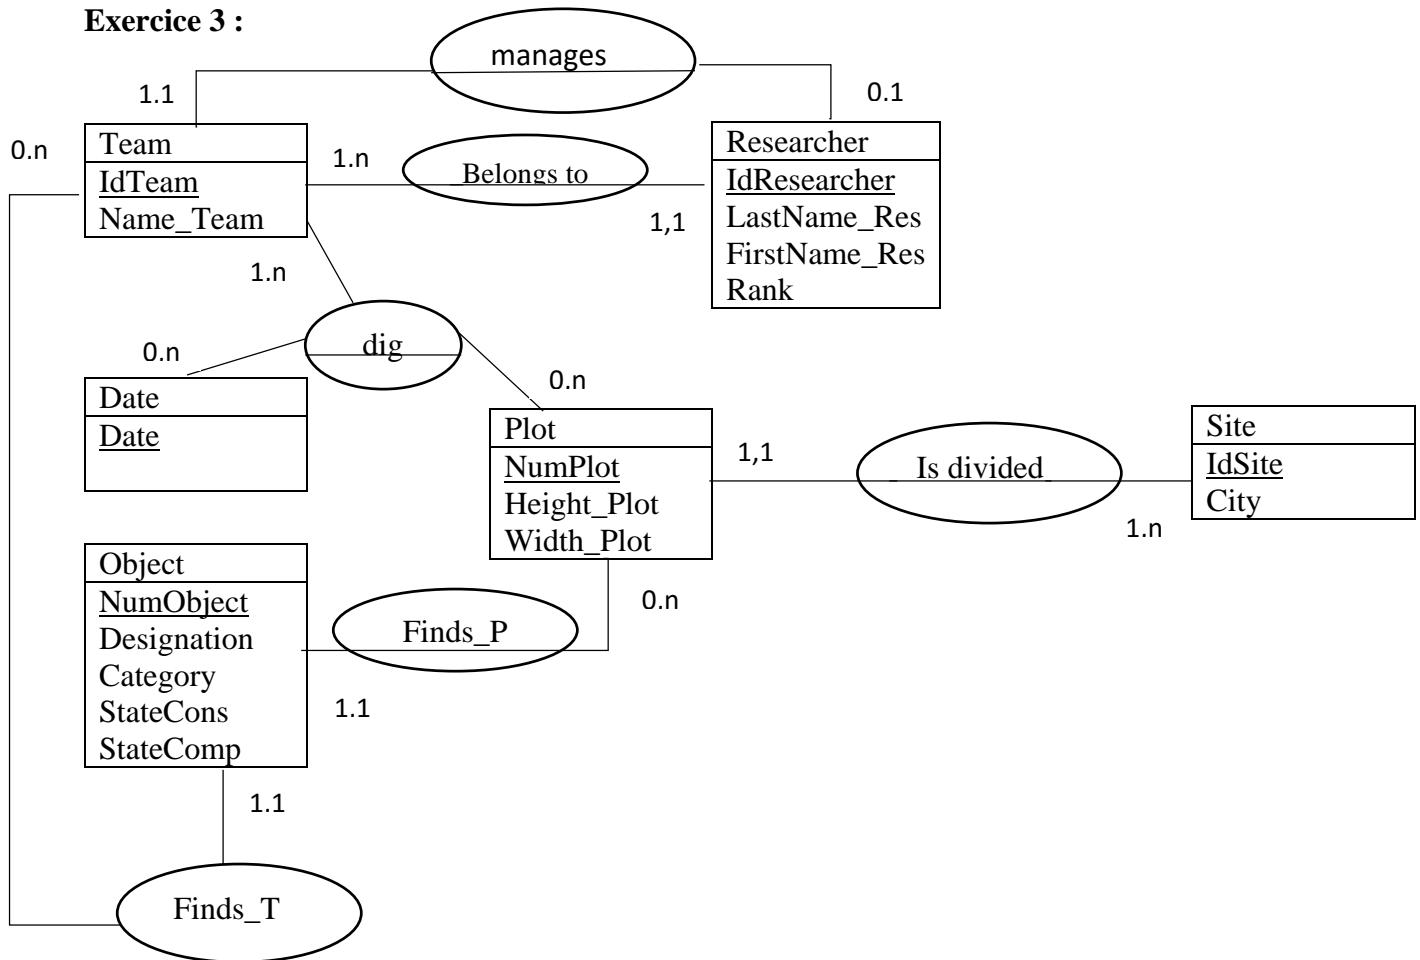 Exercice 3 :
manages
1.1
0.1
0.n
Team
IdTeam
Name_Team
1.n
Belongs to
1,1
Researcher
IdResearcher
LastName_Res
FirstName_Res
Rank
1.n
dig
0.n
0.n
Date
Date
Plot
NumPlot
Height_Plot
Width_Plot
1,1
Is divided
1.n
Site
IdSite
City
Object
NumObject
Designation
Category
StateCons
StateComp
Finds_P
0.n
1.1
1.1
Finds_T